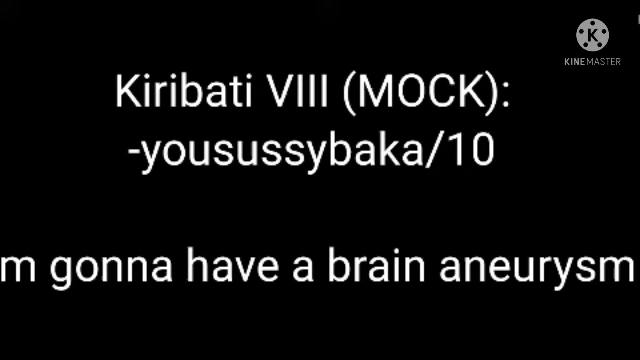 KINEMASTER
Kiribati VIII (MOCK):
-yousussybaka/10
m gonna have a brain aneurysm